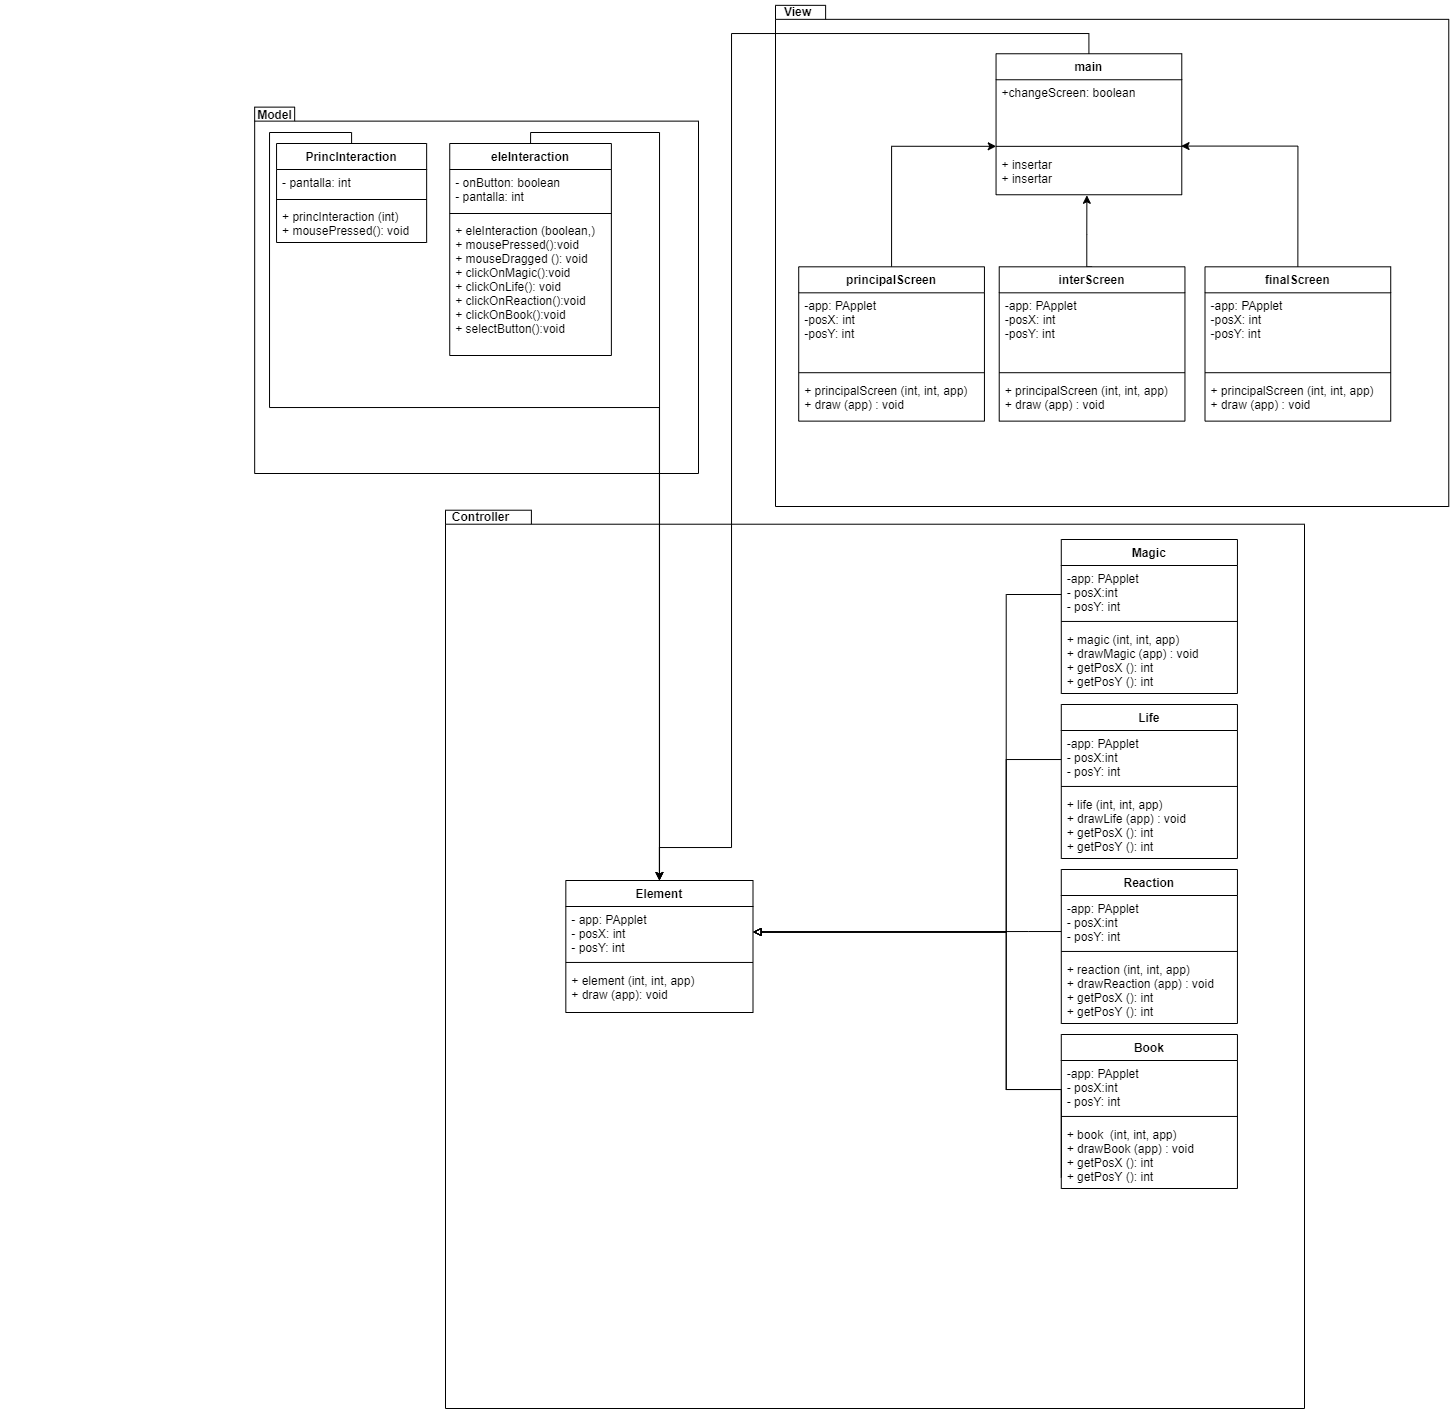 View
main
+changeScreen: boolean
+ insertar
+ insertar
Model
PrincInteraction
- pantalla: int
+ princInteraction (int)
+ mousePressed(): void
eleInteraction
- onButton: boolean
- pantalla: int
+ eleInteraction (boolean,)
+ mousePressed():void
+ mouseDragged (): void
+ clickOnMagic():void
+ clickOnLife(): void
+ clickOnReaction():void
+ clickOnBook():void
+ selectButton():void
principalScreen
-app: PApplet
-posX: int
-posY: int
+ principalScreen (int, int, app)
+ draw (app) : void
interScreen
-app: PApplet
-posX: int
-posY: int
+ principalScreen (int, int, app)
+ draw (app) : void
finalScreen
-app: PApplet
-posX: int
-posY: int
+ principalScreen (int, int, app)
+ draw (app) : void
Controller
Magic
-app: PApplet
- posX:int
- posY: int
+ magic (int, int, app)
+ drawMagic (app) : void
+ getPosX (): int
+ getPosY (): int
Life
-app: PApplet
- posX:int
- posY: int
+ life (int, int, app)
+ drawLife (app) : void
+ getPosX (): int
+ getPosY (): int
Element
- app: PApplet
- posX: int
- posY: int
+ element (int, int, app)
+ draw (app): void
Reaction
-app: PApplet
- posX:int
- posY: int
+ reaction (int, int, app)
+ drawReaction (app) : void
+ getPosX (): int
+ getPosY (): int
Book
-app: PApplet
- posX:int
- posY: int
+ book  (int, int, app)
+ drawBook (app) : void
+ getPosX (): int
+ getPosY (): int